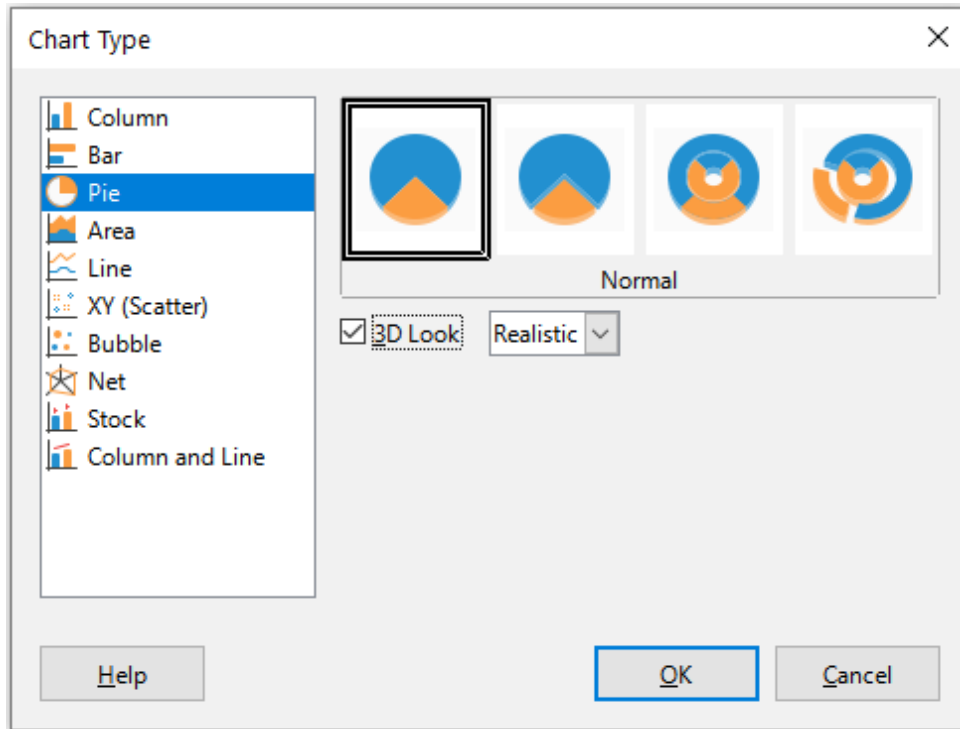 Chart Type
Column
Bar
Pie
Area
Line
XY (Scatter)
Bubble
Net
Stock
Column and Line
Normal
3D Look
Realistic
Help
OK
Cancel